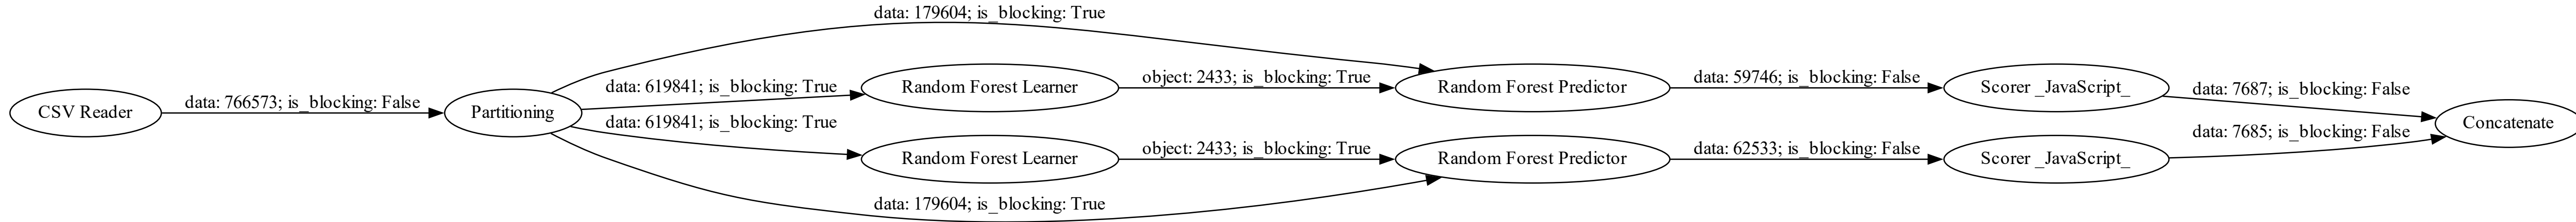 data: 179604; is_blocking: True
data: 619841; is_blocking: True
Random Forest Learner
object: 2433; is_blocking: True
Random Forest Predictor
data: 59746; is_blocking: False
Scorer _JavaScript_
data: 7687; is_blocking: False
CSV Reader
data: 766573; is_blocking: False
Partitioning
Concatenate
data: 619841; is_blocking: True
Random Forest Learner
object: 2433; is_blocking: True
Random Forest Predictor
data: 62533; is_blocking: False
Scorer _JavaScript_
data: 7685; is_blocking: False
data: 179604; is_blocking: True